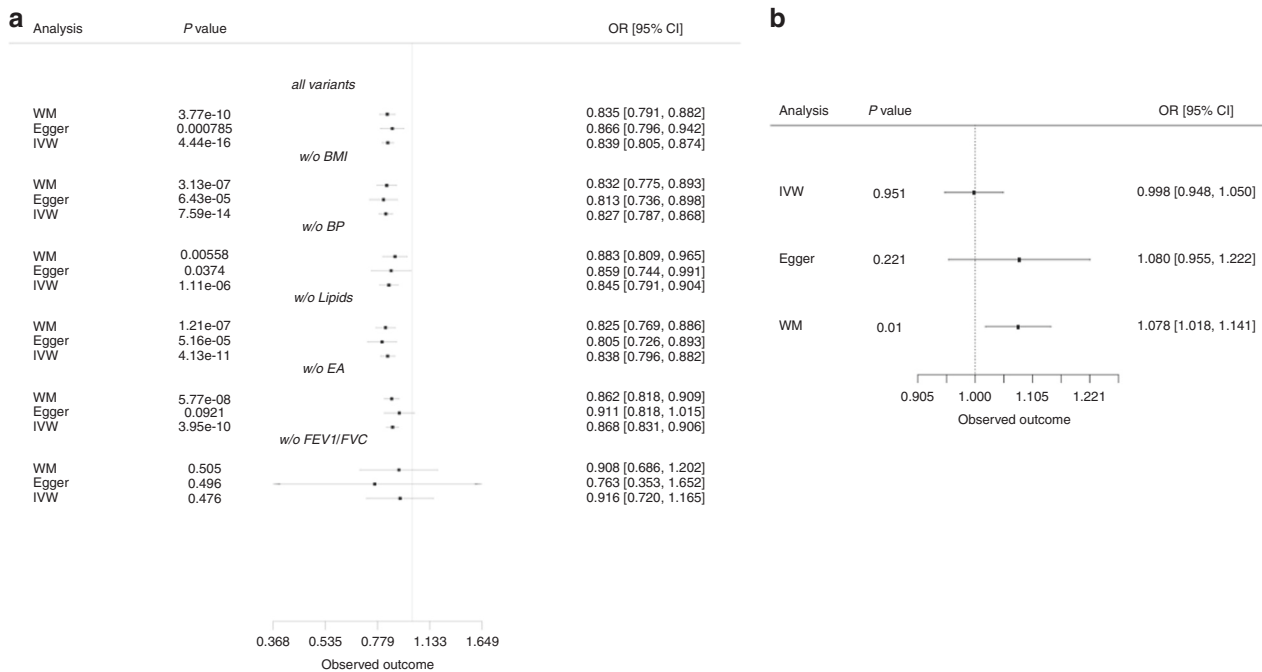 a
Analysis P value OR [95% CI]
all variants
WM 3.77e-10 0.835 [0.791, 0.882]
Egger 0.000785 0.866 [0.796, 0.942]
IVW 4.44e-16 0.839 [0.805, 0.874]
w/o BMI
WM 3.13e-07 0.832 [0.775, 0.893]
Egger 6.43e-05 0.813 [0.736, 0.898]
IVW 7.59e-14 0.827 [0.787, 0.868]
w/o BP
WM 0.00558 0.883 [0.809, 0.965]
Egger 0.0374 0.859 [0.744, 0.991]
IVW 1.11e-06 0.845 [0.791, 0.904]
w/o Lipids
WM 1.21e-07 0.825 [0.769, 0.886]
Egger 5.16e-05 0.805 [0.726, 0.893]
IVW 4.13e-11 0.838 [0.796, 0.882]
w/o EA
WM 5.77e-08 0.862 [0.818, 0.909]
Egger 0.0921 0.911 [0.818, 1.015]
IVW 3.95e-10 0.868 [0.831, 0.906]
w/o FEV1/FVC
WM 0.505 0.908 [0.686, 1.202]
Egger 0.496 0.763 [0.353, 1.652]
IVW 0.476 0.916 [0.720, 1.165]
0.368 0.535 0.779 1.133 1.649
Observed outcome
b
Analysis P value OR [95% CI]
IVW 0.951 0.998 [0.948, 1.050]
Egger 0.221 1.080 [0.955, 1.222]
WM 0.01 1.078 [1.018, 1.141]
0.905 1.000 1.105 1.221
Observed outcome